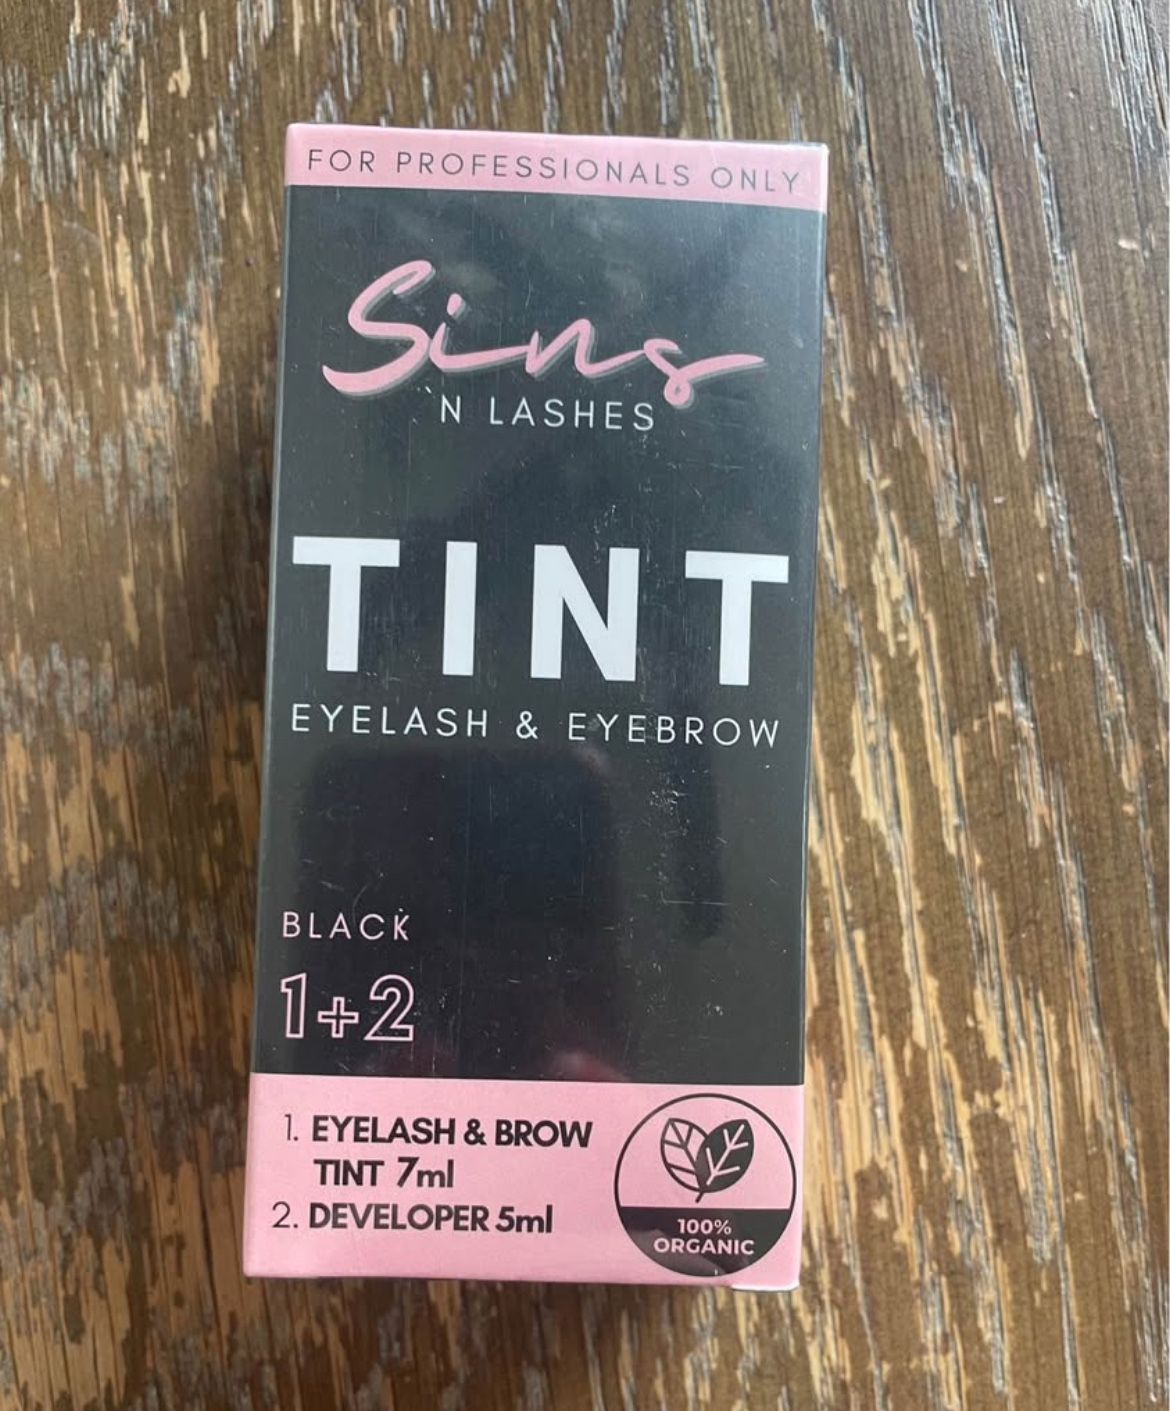 FOR PROFESSIONALS ONLY
Sins
`N LASHES
TINT
EYELASH & EYEBROW
BLACK
1+2
1. EYELASH & BROW
TINT 7ml
2. DEVELOPER 5ml
100%
ORGANIC